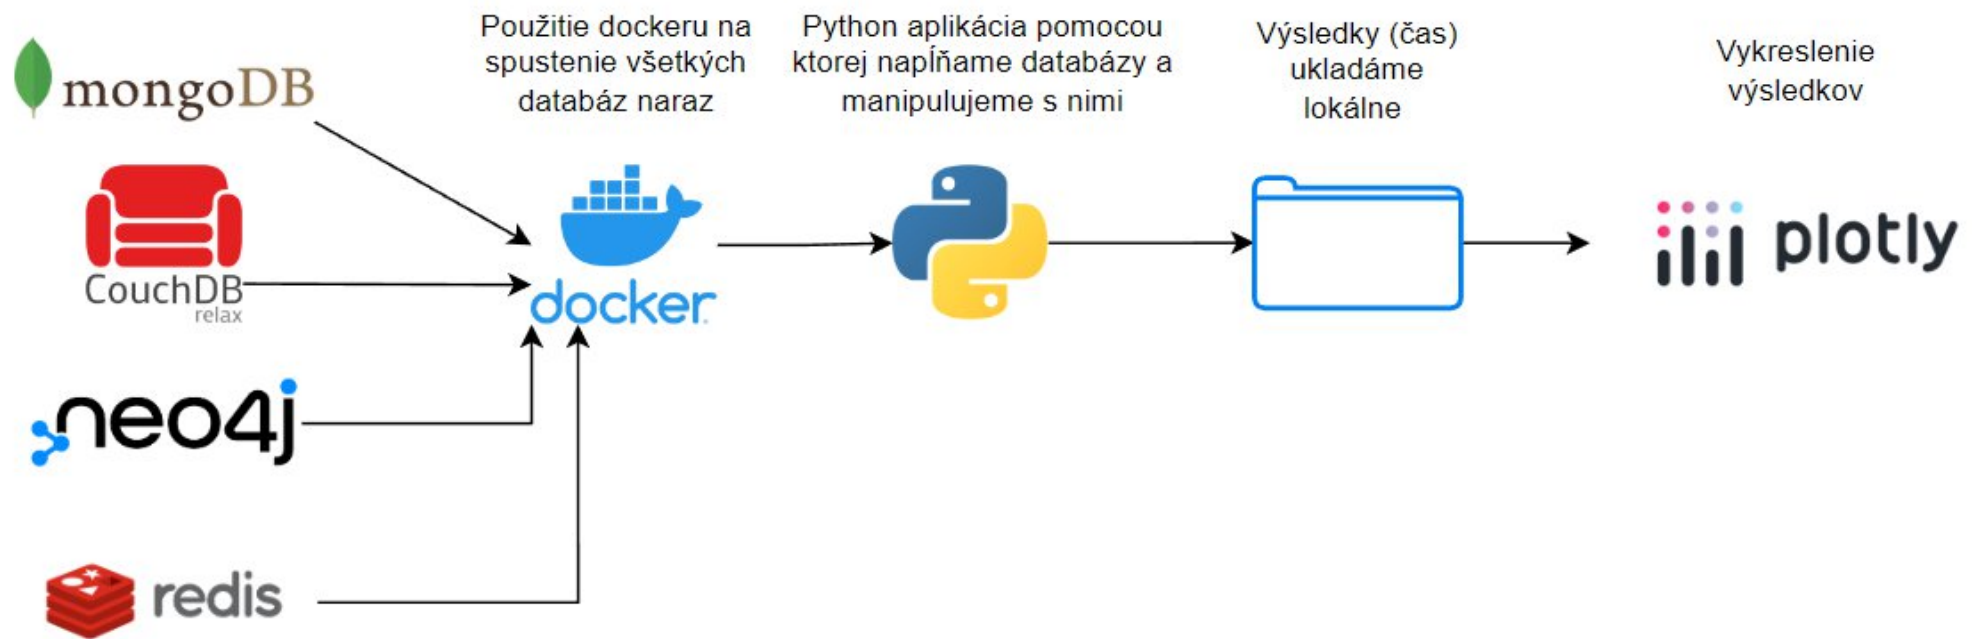 Použitie dockeru na
spustenie všetkých
databáz naraz
Python aplikácia pomocou
ktorej napĺňame databázy a
manipulujeme s nimi
Výsledky (čas)
ukladáme
lokálne
Vykreslenie
výsledkov
mongoDB
CouchDB
relax
docker
plotly
neo4j
redis